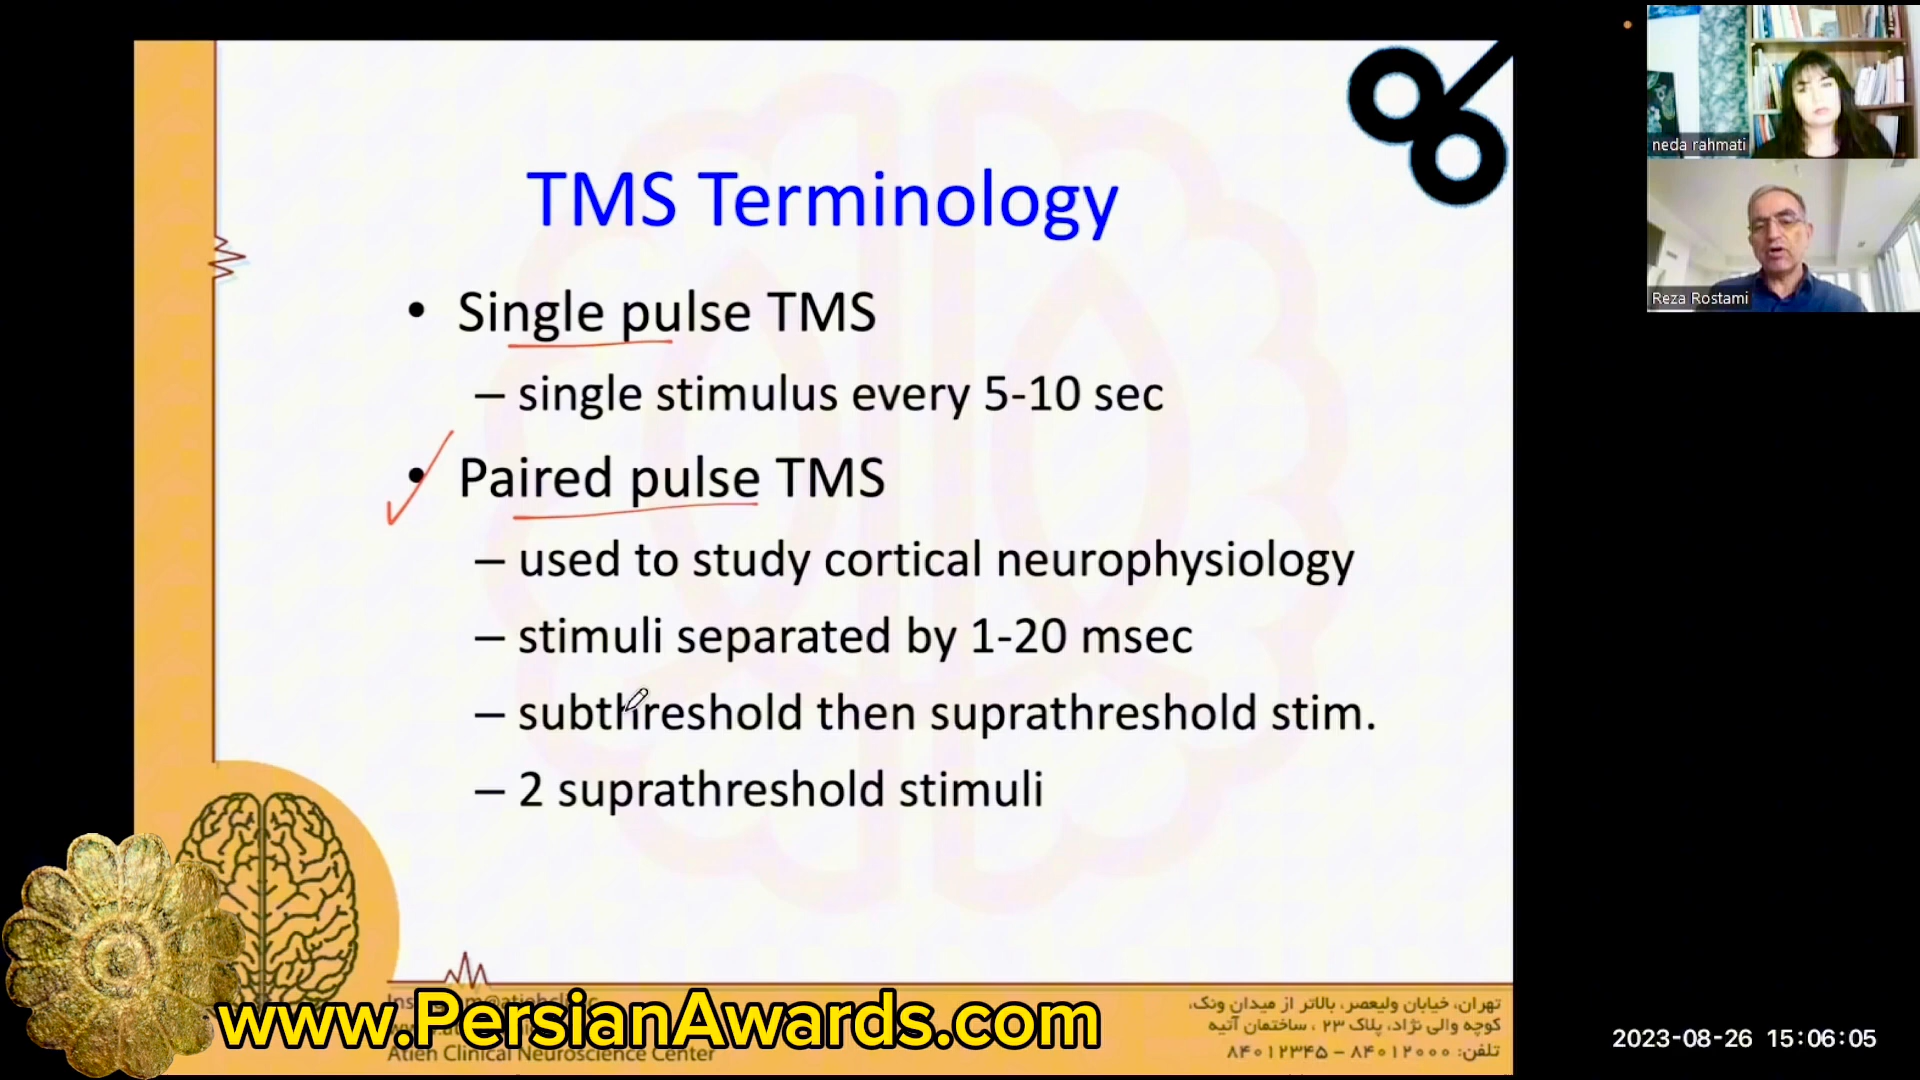 TMS Terminology
• Single pulse TMS
– single stimulus every 5-10 sec
• Paired pulse TMS
– used to study cortical neurophysiology
– stimuli separated by 1-20 msec
– subthreshold then suprathreshold stim.
– 2 suprathreshold stimuli
neda rahmati
Reza Rostami
www.PersianAwards.com
Atieh Clinical Neuroscience Center
تهران، خیابان ولیعصر، بالاتر از میدان ونک،
کوچه والی نژاد، پلاک ۲۳ ، ساختمان آتیه
تلفن: ۸۴۰۱۲۰۰۰ – ۸۴۰۱۲۳۴۵
2023-08-26 15:06:05